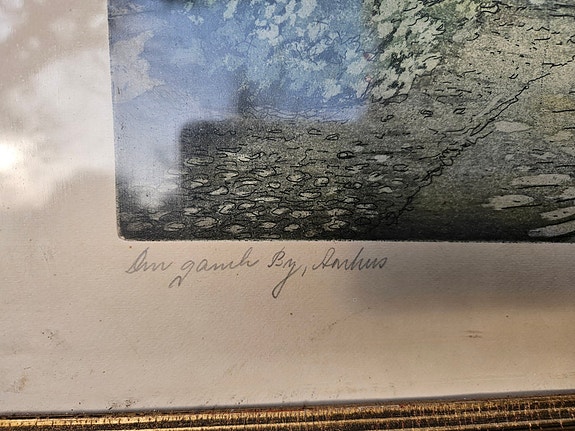 Den gamle By, Aarhus